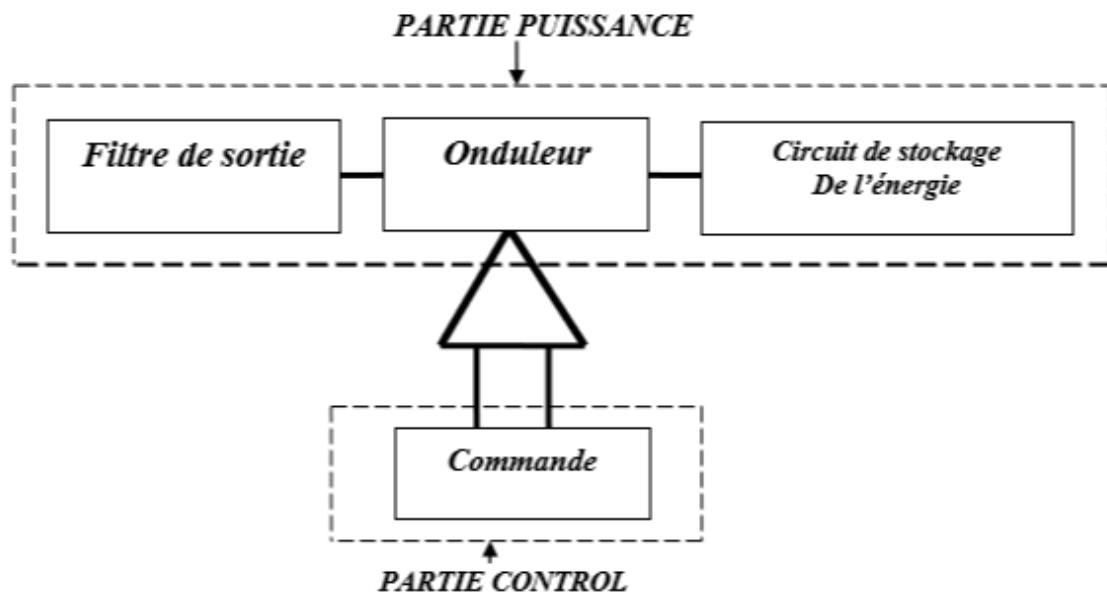 PARTIE PUISSANCE
Filtre de sortie
Onduleur
Circuit de stockage
De l'énergie
Commande
PARTIE CONTROL